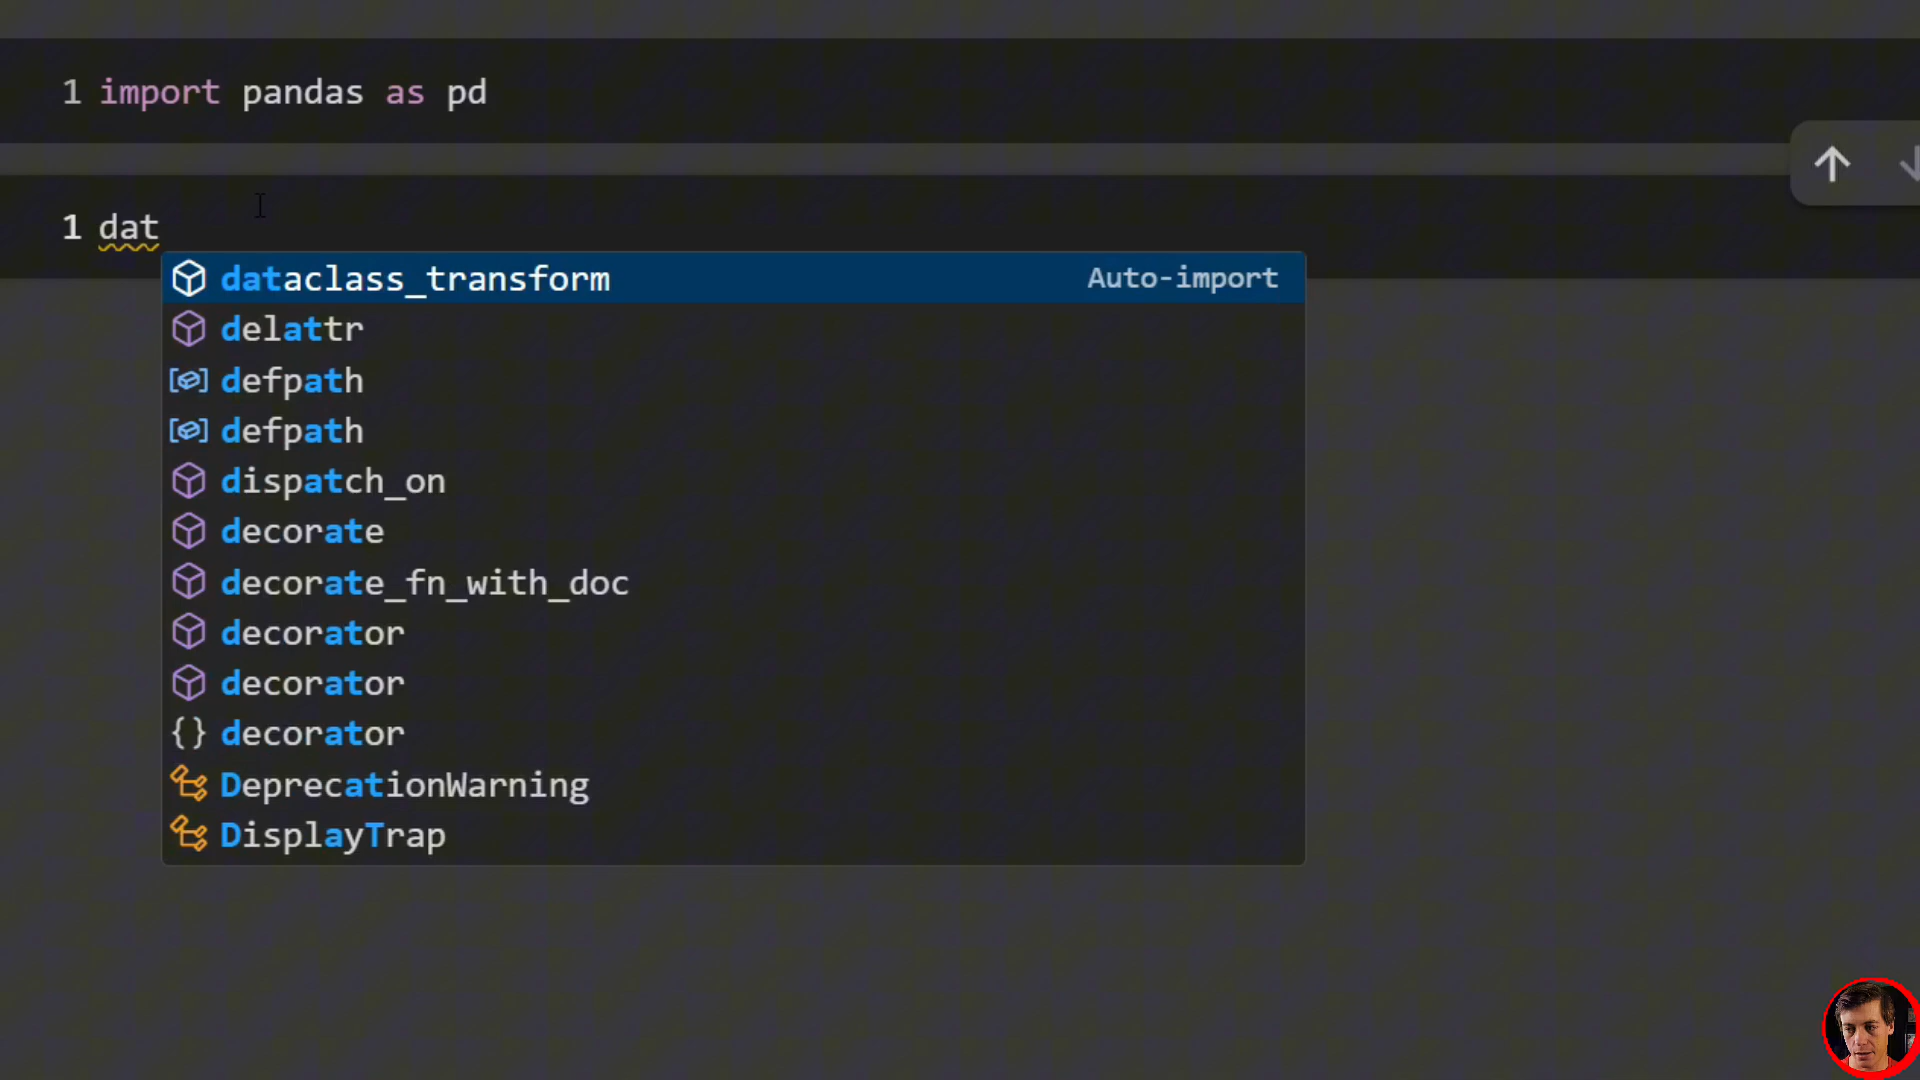 1 import pandas as pd
1 dat
dataclass_transform Auto-import
delattr
defpath
defpath
dispatch_on
decorate
decorate_fn_with_doc
decorator
decorator
{} decorator
DeprecationWarning
DisplayTrap